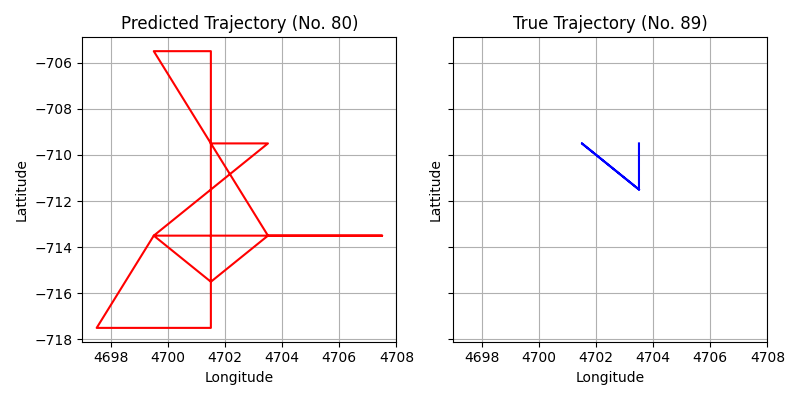 Predicted Trajectory (No. 80)
True Trajectory (No. 89)
−706
−708
−710
−712
−714
−716
−718
Lattitude
Lattitude
4698 4700 4702 4704 4706 4708
4698 4700 4702 4704 4706 4708
Longitude
Longitude